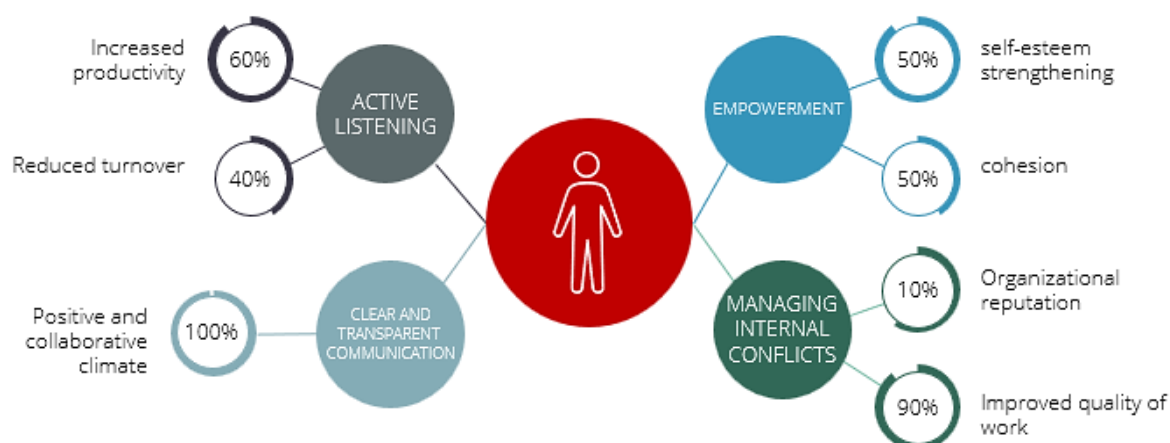 Increased
productivity
60%
ACTIVE
LISTENING
Reduced turnover
40%
Positive and
collaborative
climate
100%
CLEAR AND
TRANSPARENT
COMMUNICATION
EMPOWERMENT
50%
self-esteem
strengthening
50%
cohesion
MANAGING
INTERNAL
CONFLICTS
10%
Organizational
reputation
90%
Improved quality of
work